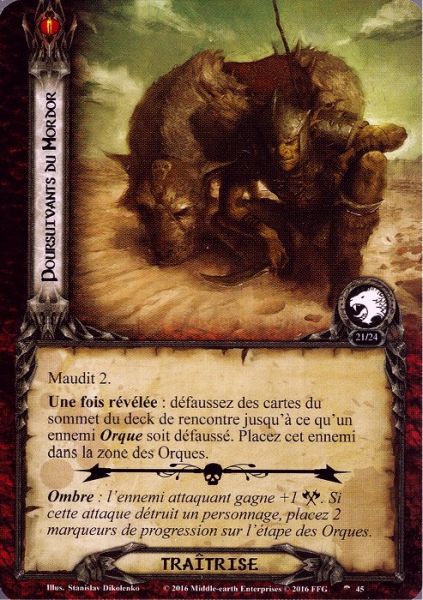 POURSUIVANTS DU MORDOR
21/24
Maudit 2.
Une fois révélée : défaussez des cartes du
sommet du deck de rencontre jusqu'à ce qu'un
ennemi Orque soit défaussé. Placez cet ennemi
dans la zone des Orques.
Ombre : l'ennemi attaquant gagne +1 . Si
cette attaque détruit un personnage, placez 2
marqueurs de progression sur l'étape des Orques.
TRAÎTRISE
Illus. Stanislav Dikolenko © 2016 Middle-earth Enterprises © 2016 FFG 45